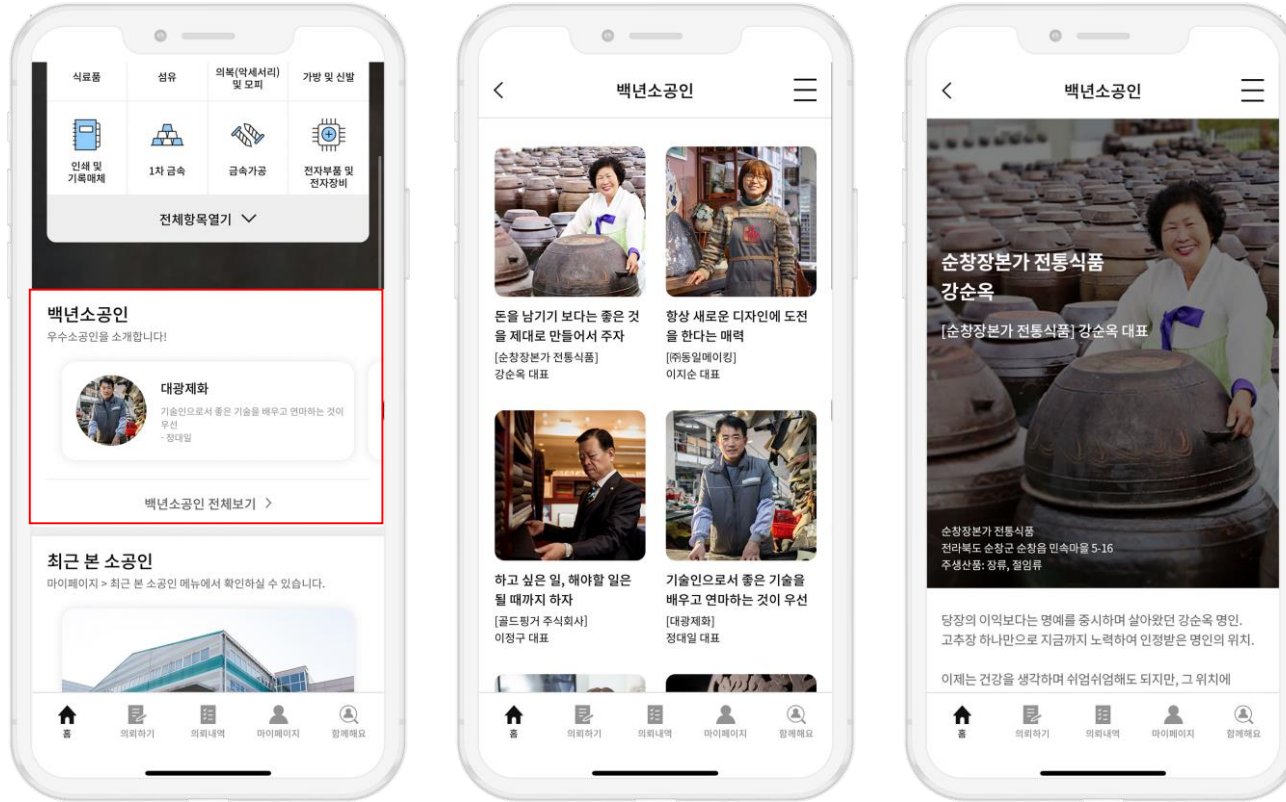 식료품
섬유
의복(악세서리)
및 모피
가방 및 신발
인쇄 및
기록매체
1차 금속
금속가공
전자부품 및
전자장비
전체항목열기
백년소공인
우수소공인을 소개합니다!
대광제화
기술인으로서 좋은 기술을 배우고 연마하는 것이
우선
- 정대일
백년소공인 전체보기 >
최근 본 소공인
마이페이지 > 최근 본 소공인 메뉴에서 확인하실 수 있습니다.
홈
의뢰하기
의뢰내역
마이페이지
함께해요
백년소공인
돈을 남기기 보다는 좋은 것
을 제대로 만들어서 주자
[순창장본가 전통식품]
강순옥 대표
항상 새로운 디자인에 도전
을 한다는 매력
[㈜동일메이킹]
이지순 대표
하고 싶은 일, 해야할 일은
될 때까지 하자
[골드핑거 주식회사]
이정구 대표
기술인으로서 좋은 기술을
배우고 연마하는 것이 우선
[대광제화]
정대일 대표
홈
의뢰하기
의뢰내역
마이페이지
함께해요
백년소공인
순창장본가 전통식품
강순옥
[순창장본가 전통식품] 강순옥 대표
순창장본가 전통식품
전라북도 순창군 순창읍 민속마을 5-16
주생산품: 장류, 절임류
당장의 이익보다는 명예를 중시하며 살아왔던 강순옥 명인.
고추장 하나만으로 지금까지 노력하여 인정받은 명인의 위치.
이제는 건강을 생각하며 쉬엄쉬엄해도 되지만, 그 위치에
홈
의뢰하기
의뢰내역
마이페이지
함께해요